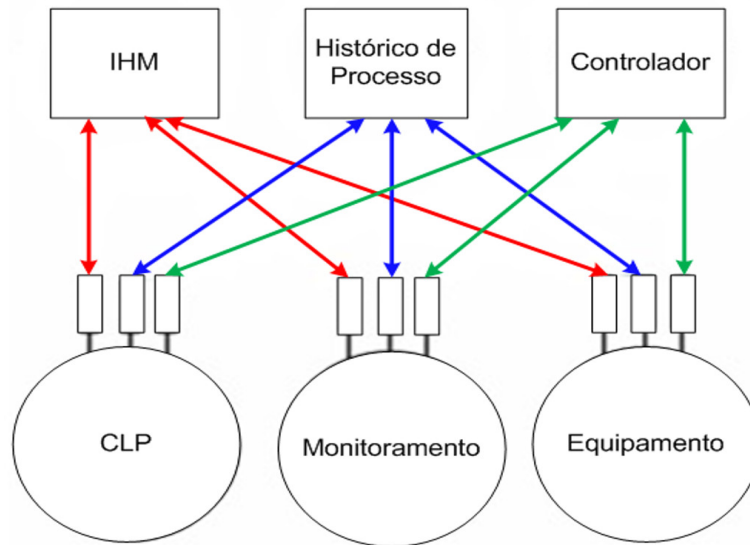 IHM
Histórico de
Processo
Controlador
CLP
Monitoramento
Equipamento